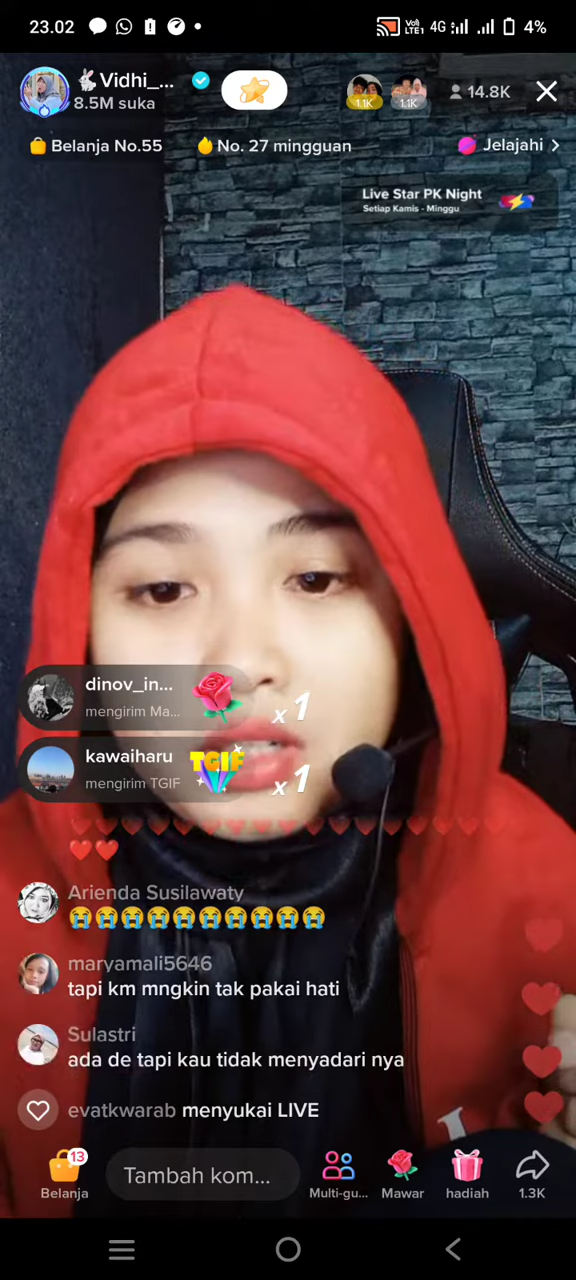 23.02
VoI
LTE1 4G 4%
Vidhi_...
8.5M suka
1.1K 1.1K 14.8K
Belanja No.55 No. 27 mingguan Jelajahi
Live Star PK Night
Setiap Kamis - Minggu
dinov_in...
mengirim Ma... x1
kawaiharu
mengirim TGIF TGIF x1
Arienda Susilawaty
😭😭😭😭😭😭😭😭😭😭
maryamali5646
tapi km mngkin tak pakai hati
Sulastri
ada de tapi kau tidak menyadari nya
evatkwarab menyukai LIVE
13
Tambah kom...
Belanja Multi-gu... Mawar hadiah 1.3K